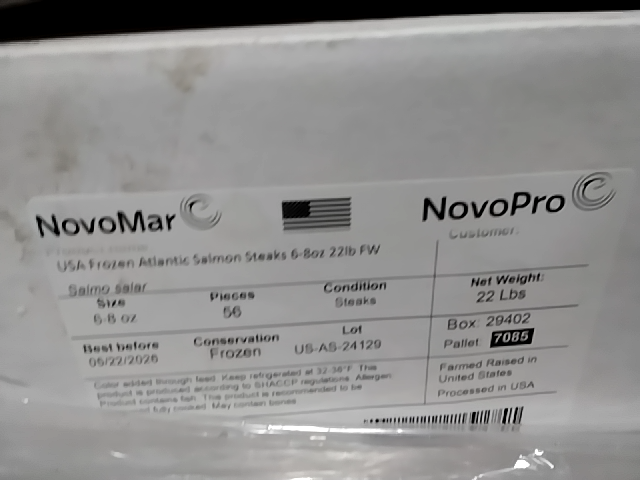 NovoMar
NovoPro
Customer:
USA Frozen Atlantic Salmon Steaks 6-8oz 22lb FW
Salmo salar
Size
6-8 oz
Pieces
56
Condition
Steaks
Net Weight:
22 Lbs
Best before
05/22/2026
Conservation
Frozen
Lot
US-AS-24129
Box: 29402
Pallet: 7085
Color added through feed. Keep refrigerated at 32-38°F. This
product is produced according to SHACCP regulations. Allergen:
Product contains fish. This product is recommended to be
fully cooked. May contain bones
Farmed Raised in
United States
Processed in USA